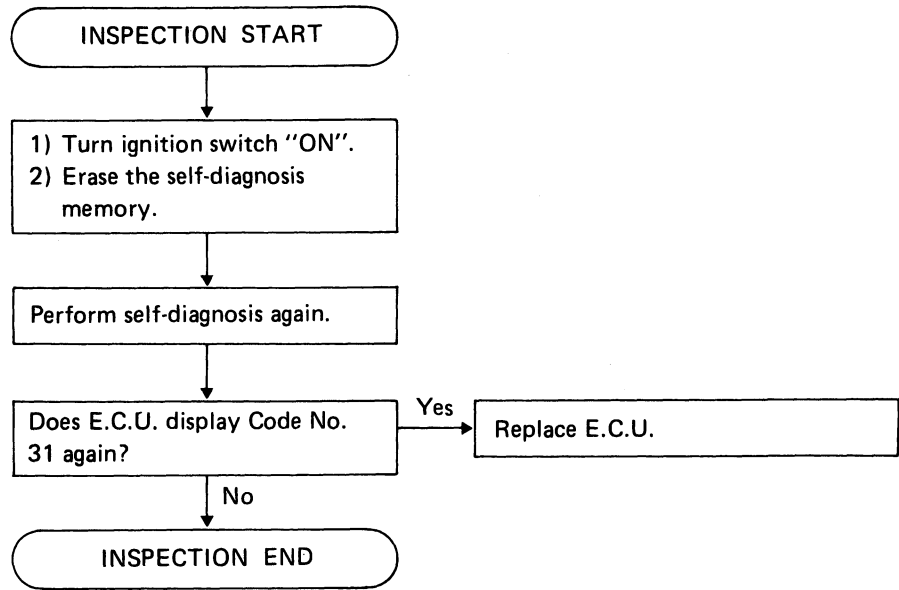 INSPECTION START
1) Turn ignition switch "ON".
2) Erase the self-diagnosis
memory.
Perform self-diagnosis again.
Does E.C.U. display Code No.
31 again?
Yes
Replace E.C.U.
No
INSPECTION END